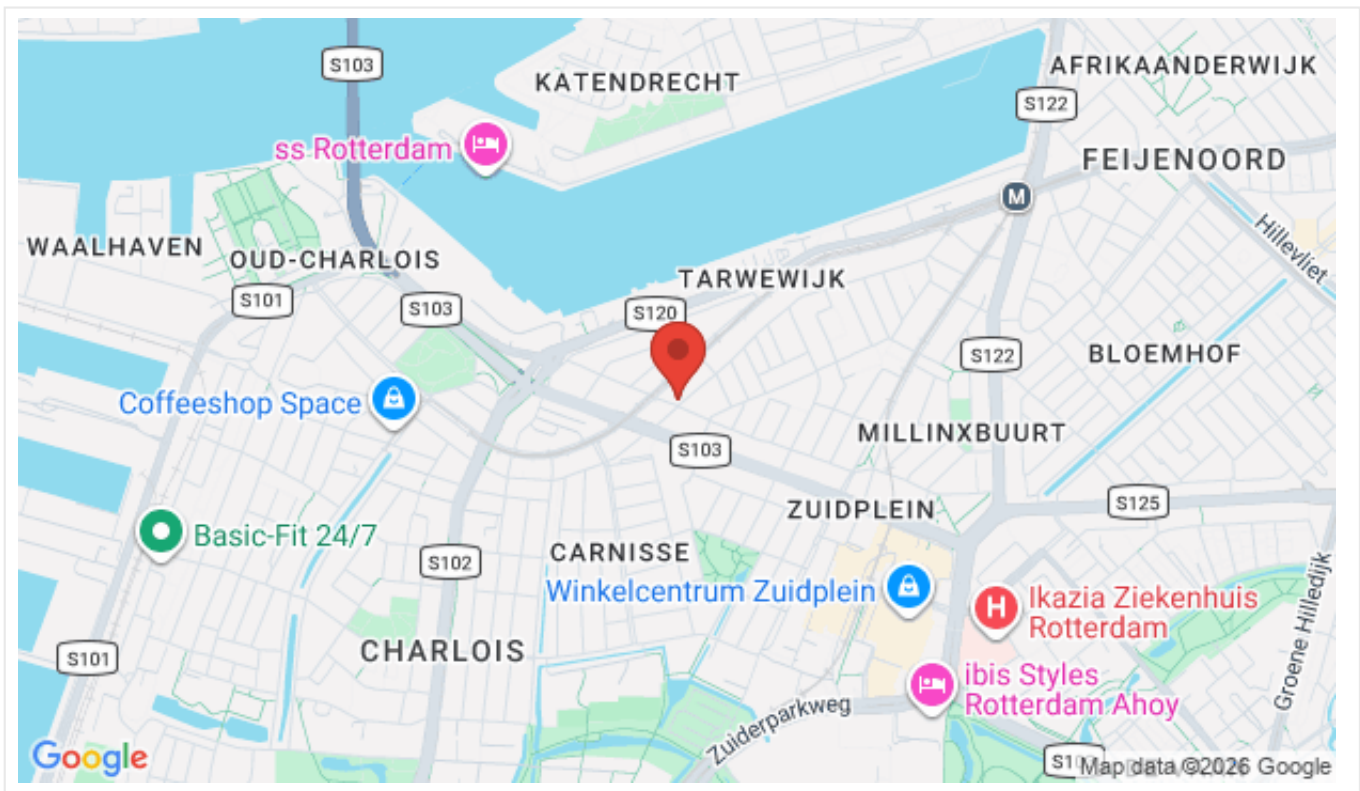 S103
KATENDRECHT
AFRIKAANDERWIJK
S122
ss Rotterdam
FEIJENOORD
M
Hillevliet
WAALHAVEN
OUD-CHARLOIS
TARWEWIJK
S101
S103
S120
S122
BLOEMHOF
Coffeeshop Space
MILLINXBUURT
S103
ZUIDPLEIN
S125
Basic-Fit 24/7
CARNISSE
S102
Winkelcentrum Zuidplein
H
Ikazia Ziekenhuis
Rotterdam
Groene Hilledijk
CHARLOIS
S101
ibis Styles
Rotterdam Ahoy
Zuiderparkweg
Google
Map data ©2026 Google